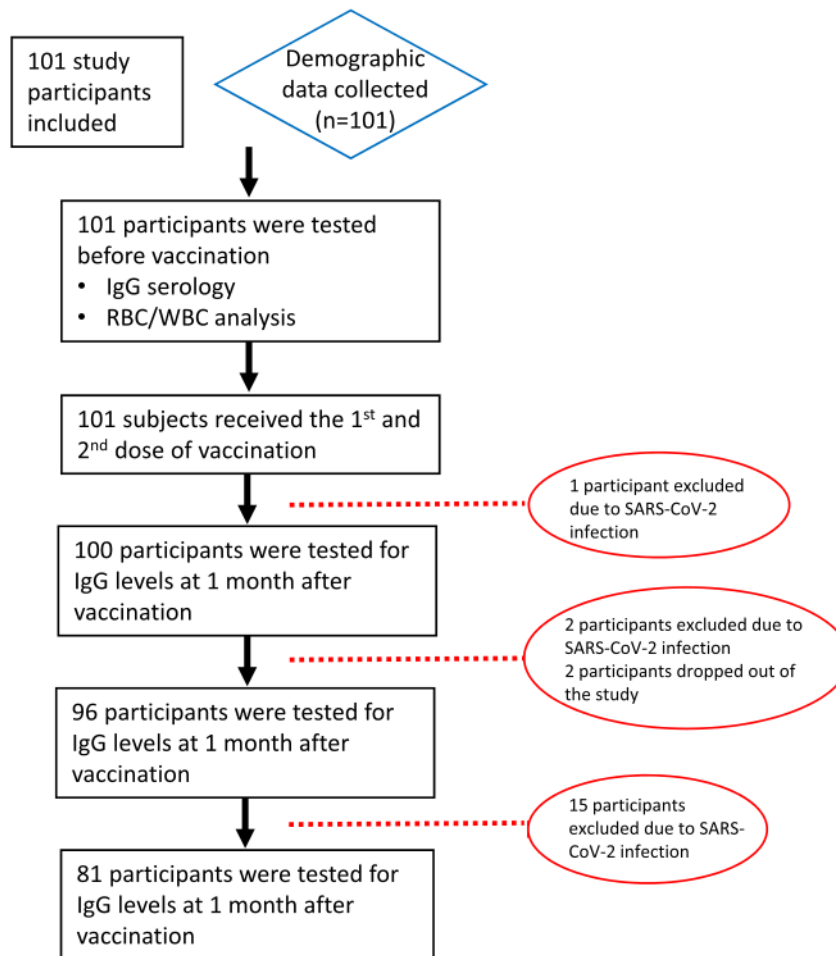 101 study
participants
included
Demographic
data collected
(n=101)
101 participants were tested
before vaccination
• IgG serology
• RBC/WBC analysis
101 subjects received the 1st and
2nd dose of vaccination
1 participant excluded
due to SARS-CoV-2
infection
100 participants were tested for
IgG levels at 1 month after
vaccination
2 participants excluded due to
SARS-CoV-2 infection
2 participants dropped out of
the study
96 participants were tested for
IgG levels at 1 month after
vaccination
15 participants
excluded due to SARS-
CoV-2 infection
81 participants were tested for
IgG levels at 1 month after
vaccination